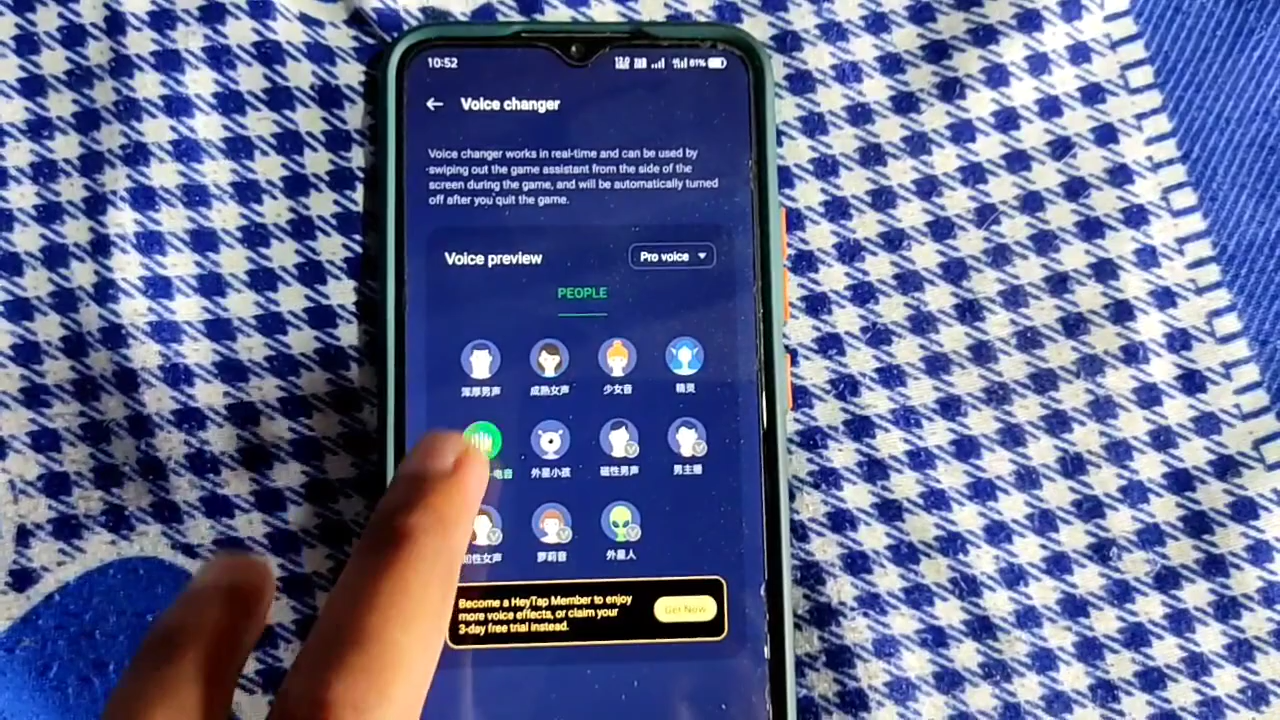 10:52
61%
Voice changer
Voice changer works in real-time and can be used by
swiping out the game assistant from the side of the
screen during the game, and will be automatically turned
off after you quit the game.
Voice preview
Pro voice
PEOPLE
浑厚男声 成熟女声 少女音 精灵
电音 外星小孩 磁性男声 男主播
知性女声 萝莉音 外星人
Become a HeyTap Member to enjoy
more voice effects, or claim your
3-day free trial instead.
Get Now